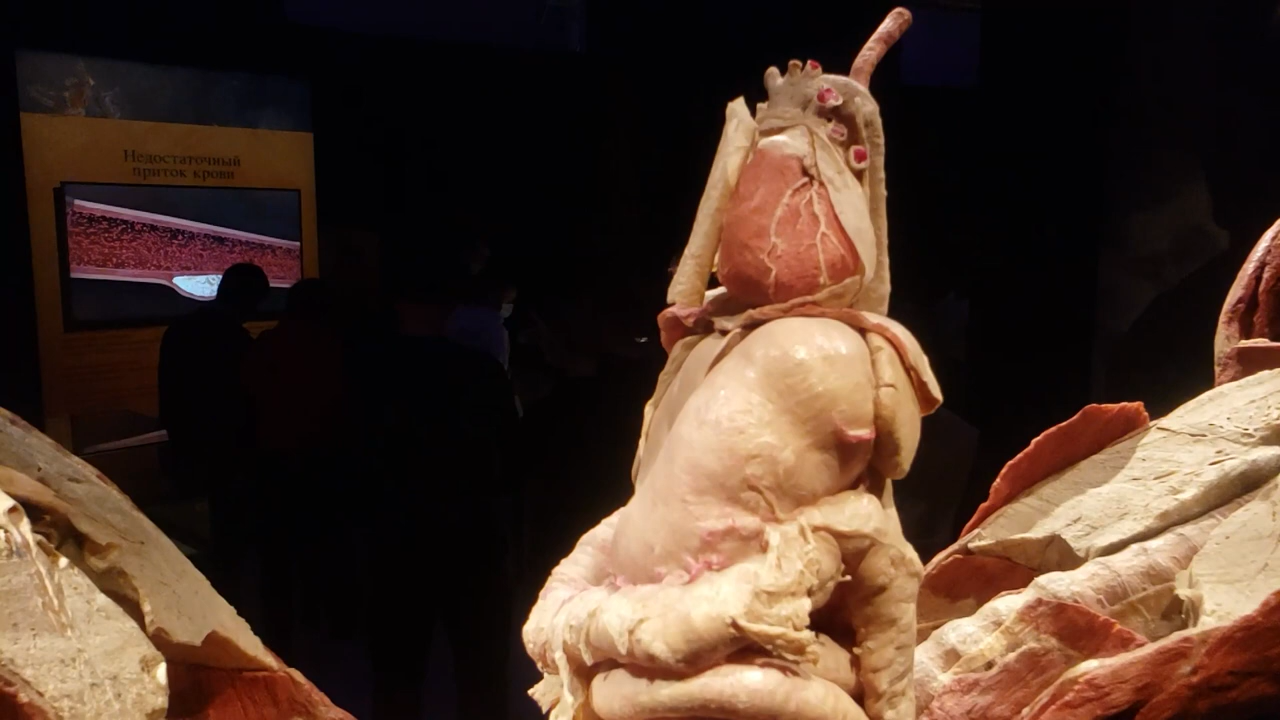 Недостаточный
приток крови